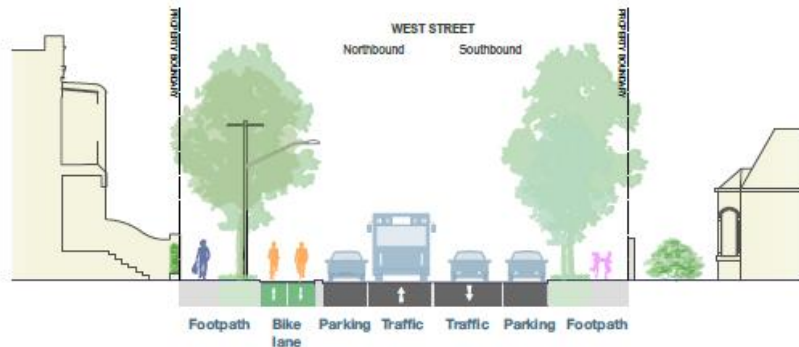 WEST STREET
Northbound Southbound
PROPERTY BOUNDARY
PROPERTY BOUNDARY
Footpath Bike lane Parking Traffic Traffic Parking Footpath